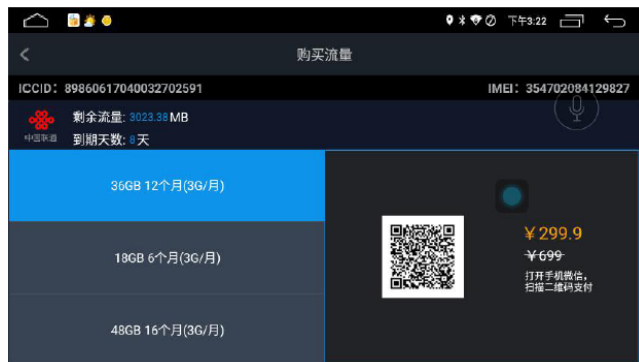 下午3:22
购买流量
ICCID: 89860617040032702591
IMEI: 354702084129827
剩余流量: 3023.38MB
中国联通
到期天数: 8天
36GB 12个月(3G/月)
18GB 6个月(3G/月)
48GB 16个月(3G/月)
￥299.9
￥699
打开手机微信，
扫描二维码支付